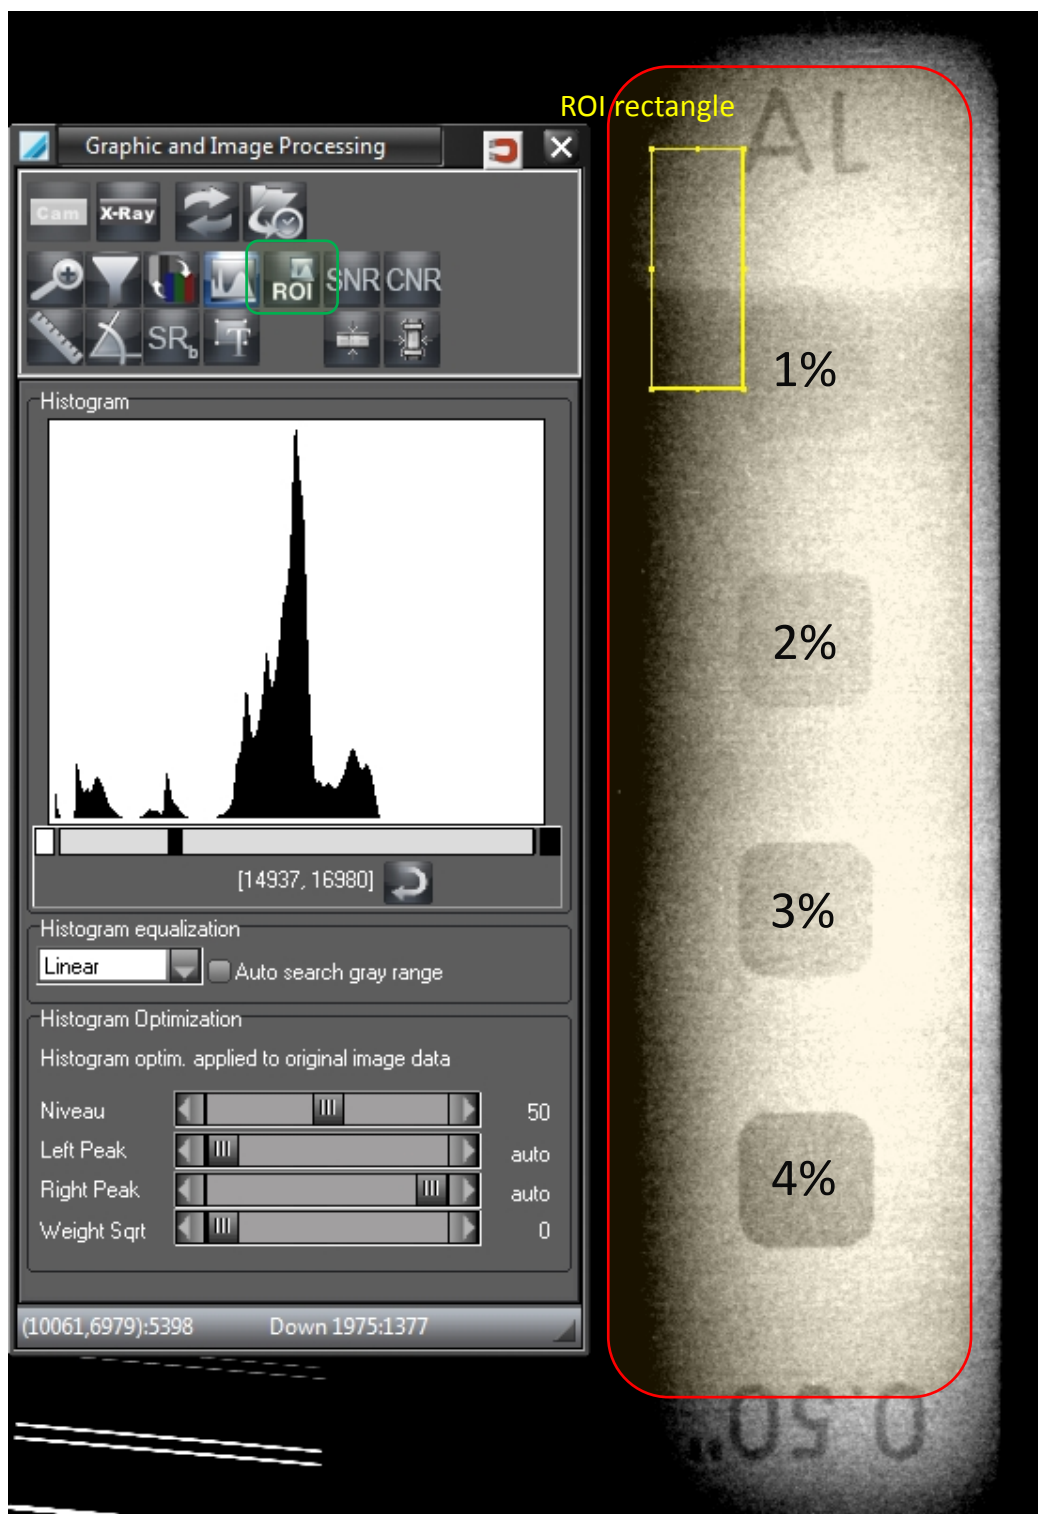 AL
ROI rectangle
Graphic and Image Processing
Cam X-Ray
ROI SNR CNR
SRb T
1%
Histogram
2%
[14937, 16980]
3%
Histogram equalization
Linear Auto search gray range
Histogram Optimization
Histogram optim. applied to original image data
Niveau 50
Left Peak auto
Right Peak auto
Weight Sqrt 0
4%
(10061,6979):5398 Down 1975:1377
0.50"